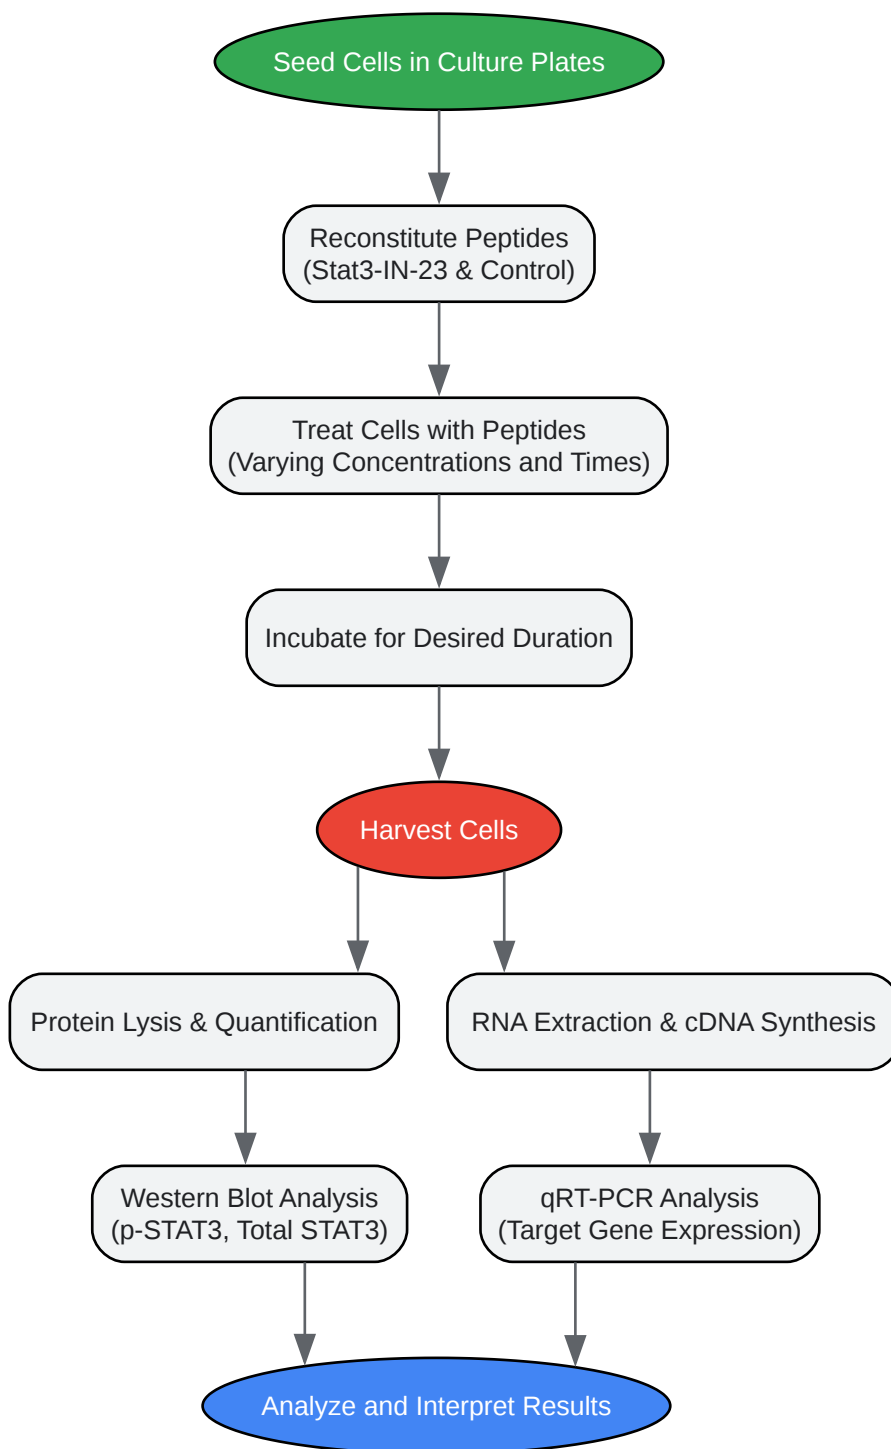 Seed Cells in Culture Plates
Reconstitute Peptides
(Stat3-IN-23 & Control)
Treat Cells with Peptides
(Varying Concentrations and Times)
Incubate for Desired Duration
Harvest Cells
Protein Lysis & Quantification
RNA Extraction & cDNA Synthesis
Western Blot Analysis
(p-STAT3, Total STAT3)
qRT-PCR Analysis
(Target Gene Expression)
Analyze and Interpret Results